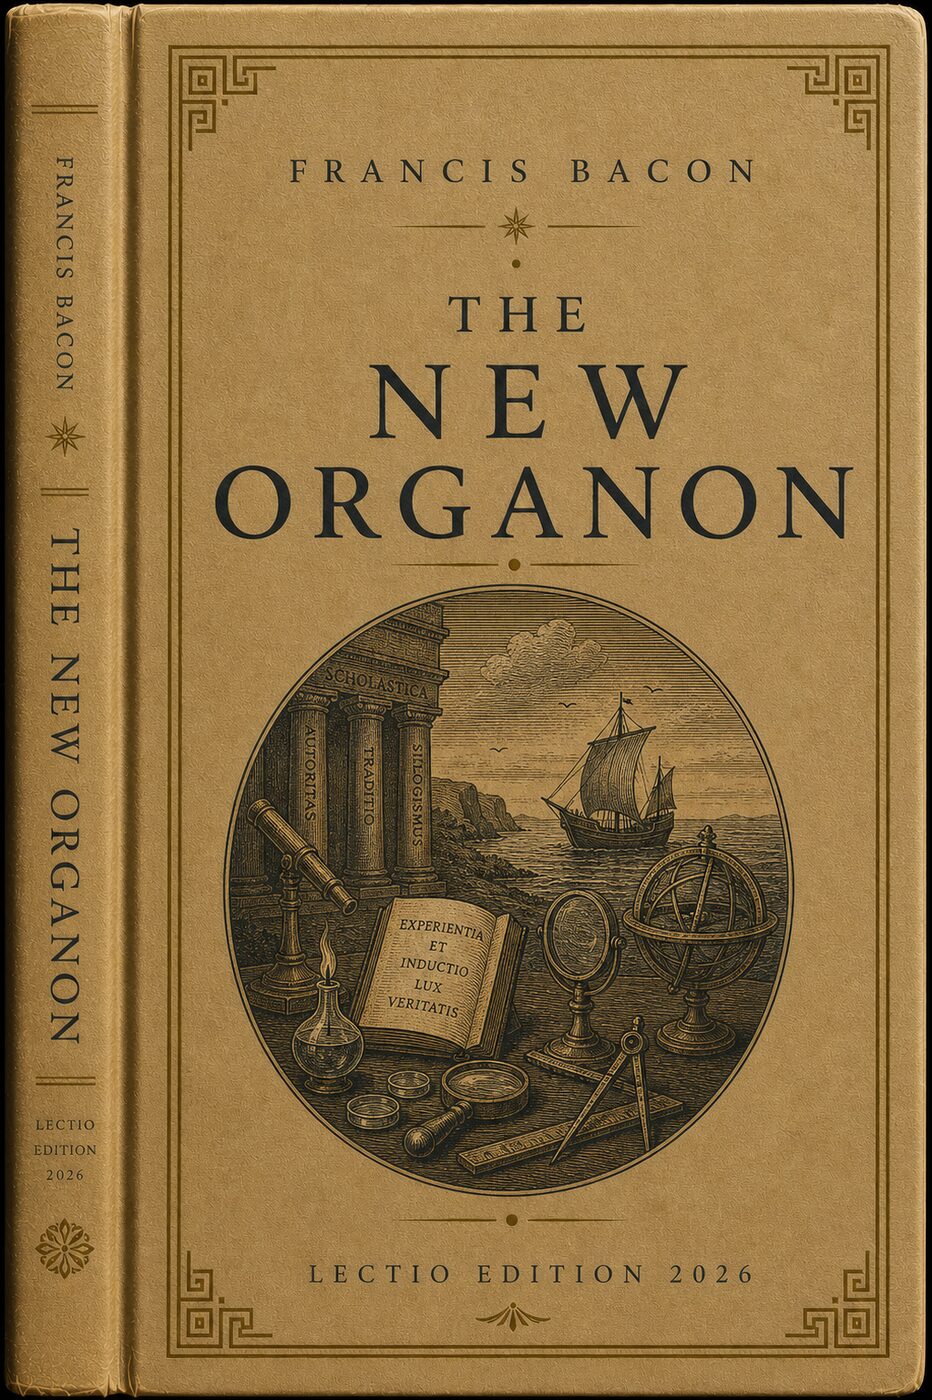 FRANCIS BACON
THE NEW ORGANON
LECTIO
EDITION
2026
FRANCIS BACON
THE
NEW
ORGANON
SCHOLASTICA
AUTORITAS
TRADITIO
SILLOGISMUS
EXPERIENTIA
ET
INDUCTIO
LUX
VERITATIS
LECTIO EDITION 2026